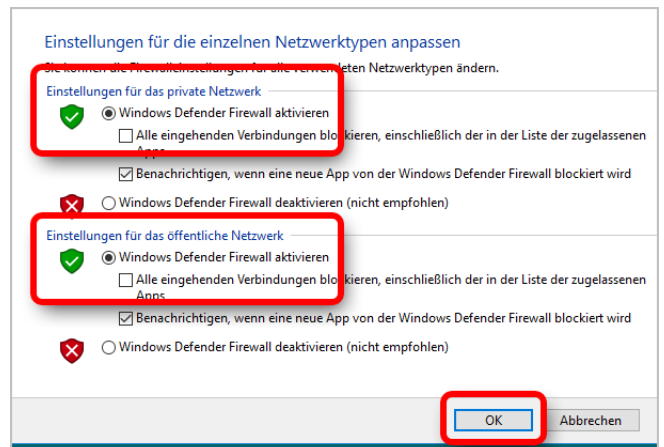 Einstellungen für die einzelnen Netzwerktypen anpassen
Sie können die Firewalleinstellungen für alle verwendeten Netzwerktypen ändern.
Einstellungen für das private Netzwerk
Windows Defender Firewall aktivieren
Alle eingehenden Verbindungen blockieren, einschließlich der in der Liste der zugelassenen
Apps
Benachrichtigen, wenn eine neue App von der Windows Defender Firewall blockiert wird
Windows Defender Firewall deaktivieren (nicht empfohlen)
Einstellungen für das öffentliche Netzwerk
Windows Defender Firewall aktivieren
Alle eingehenden Verbindungen blockieren, einschließlich der in der Liste der zugelassenen
Apps
Benachrichtigen, wenn eine neue App von der Windows Defender Firewall blockiert wird
Windows Defender Firewall deaktivieren (nicht empfohlen)
OK Abbrechen